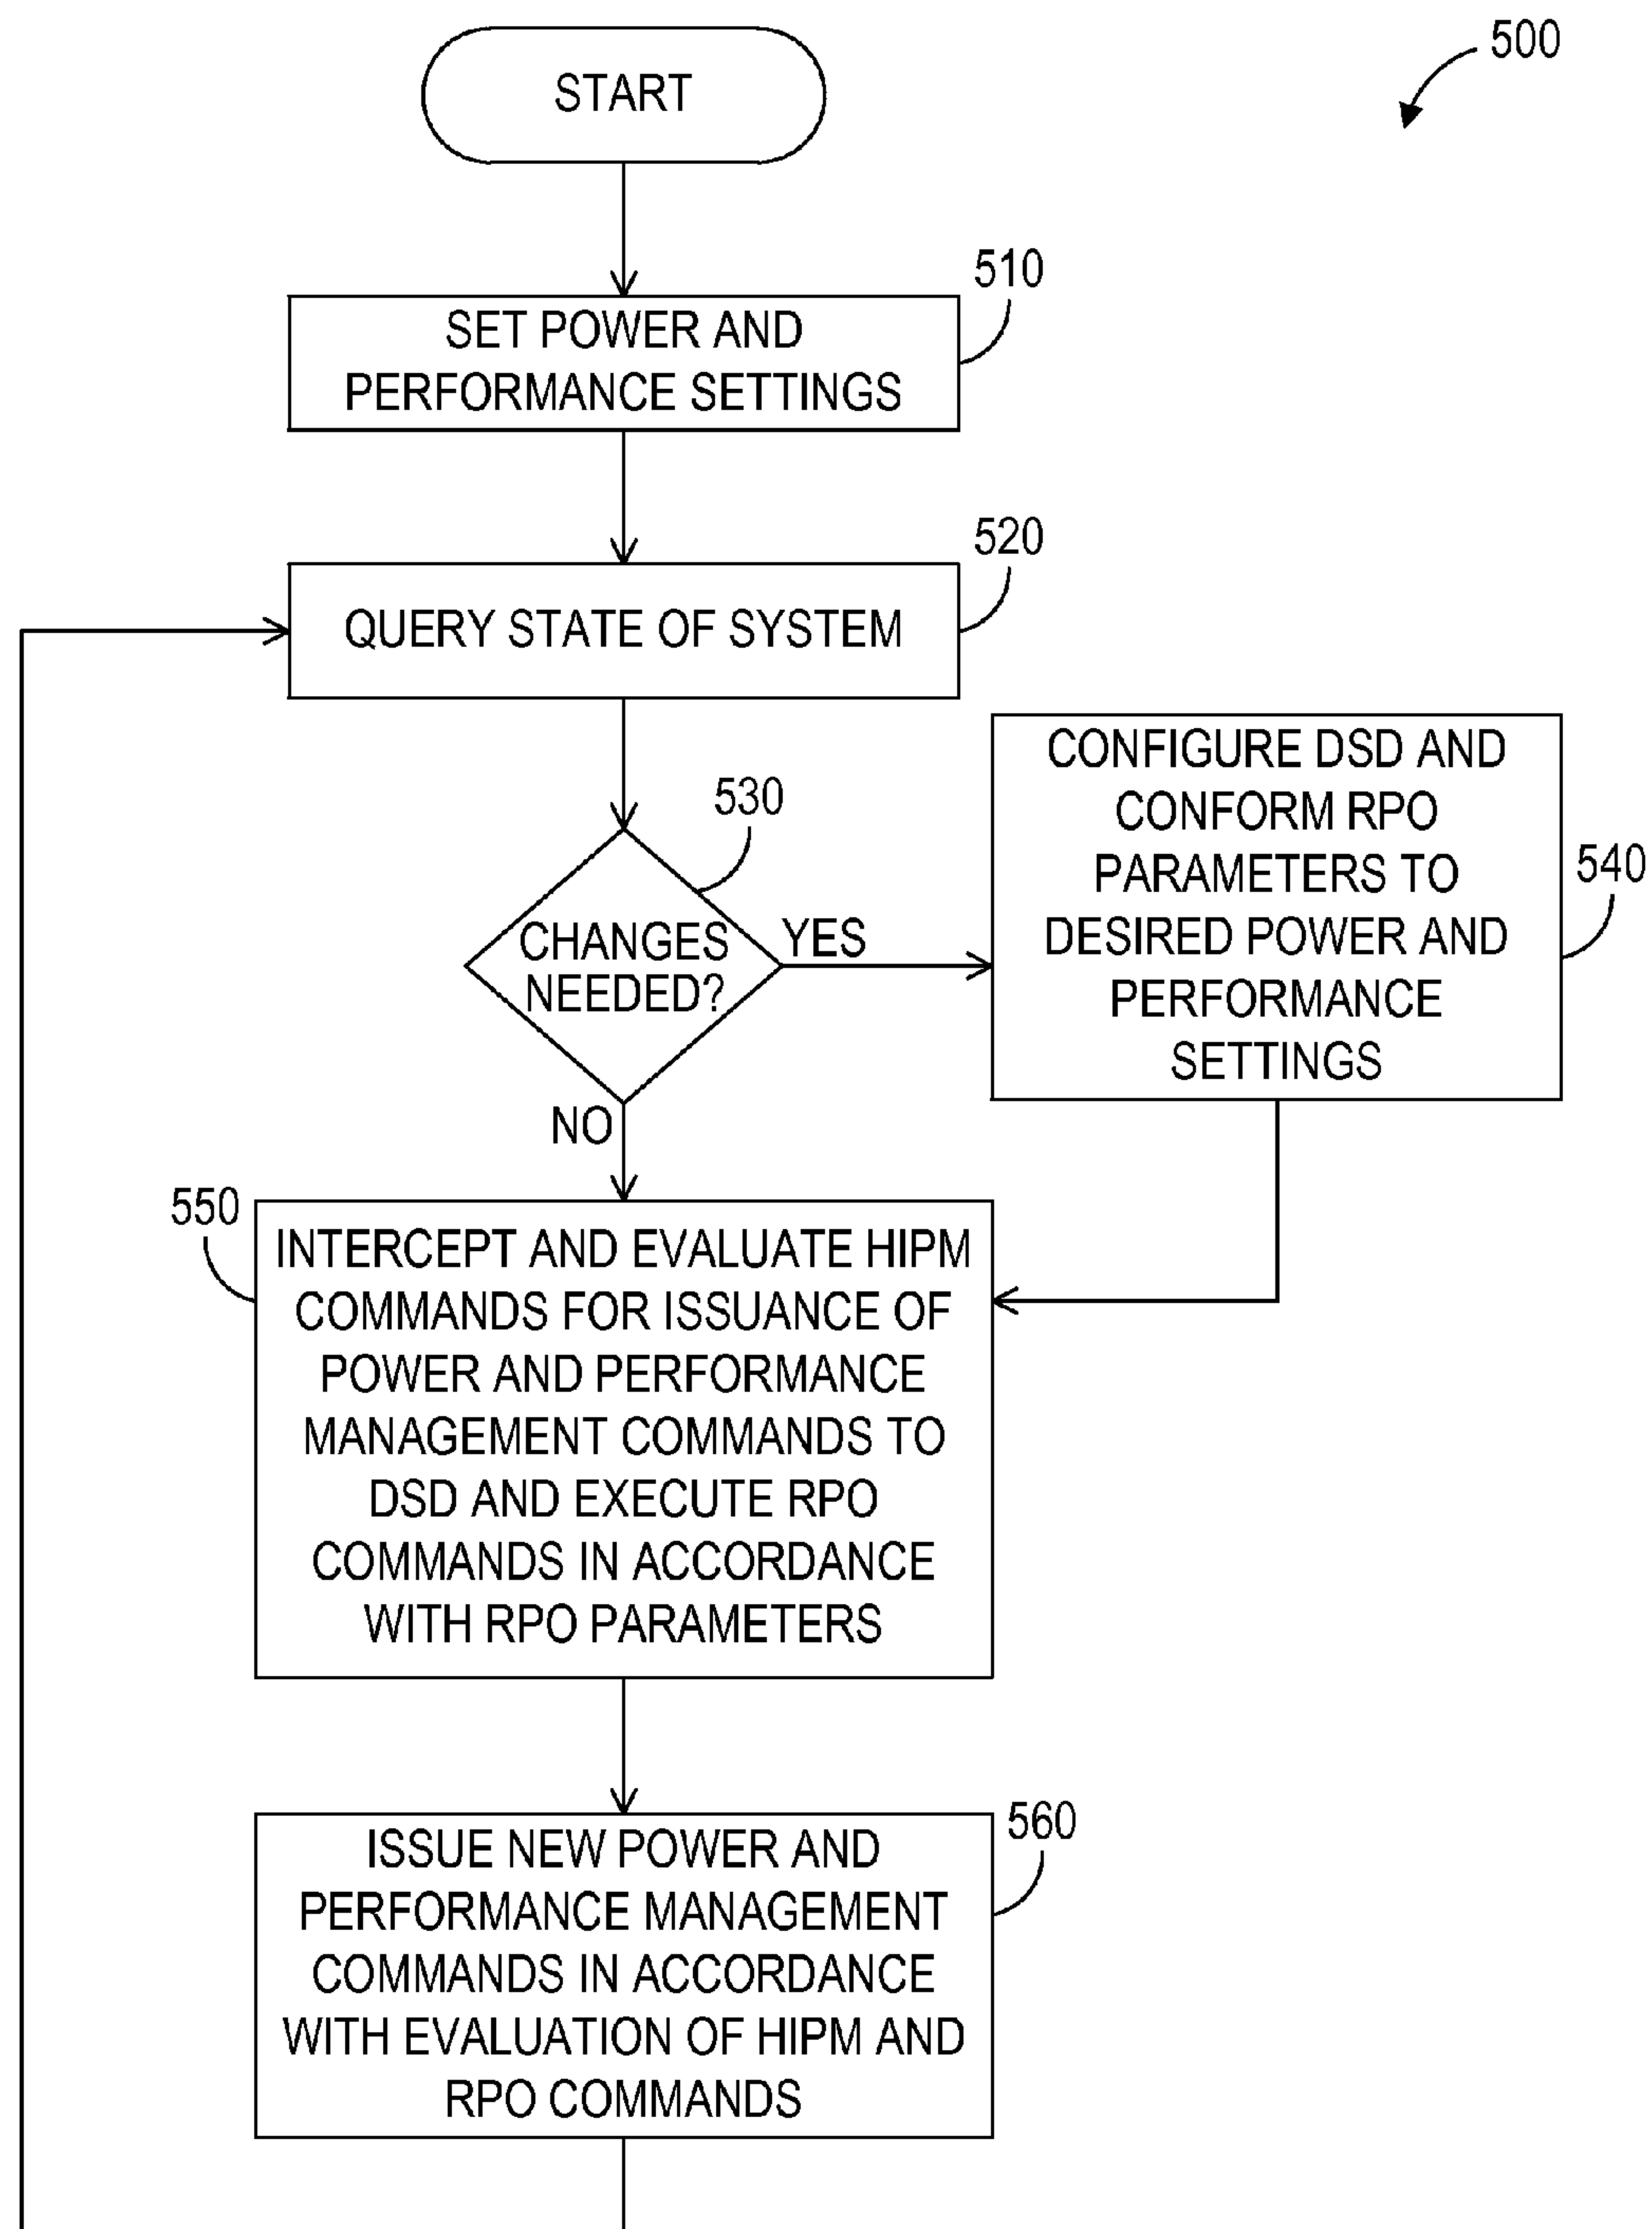 500
START
510
SET POWER AND
PERFORMANCE SETTINGS
520
QUERY STATE OF SYSTEM
530
CHANGES
NEEDED?
YES
NO
CONFIGURE DSD AND
CONFORM RPO
PARAMETERS TO
DESIRED POWER AND
PERFORMANCE
SETTINGS
540
550
INTERCEPT AND EVALUATE HIPM
COMMANDS FOR ISSUANCE OF
POWER AND PERFORMANCE
MANAGEMENT COMMANDS TO
DSD AND EXECUTE RPO
COMMANDS IN ACCORDANCE
WITH RPO PARAMETERS
560
ISSUE NEW POWER AND
PERFORMANCE MANAGEMENT
COMMANDS IN ACCORDANCE
WITH EVALUATION OF HIPM AND
RPO COMMANDS